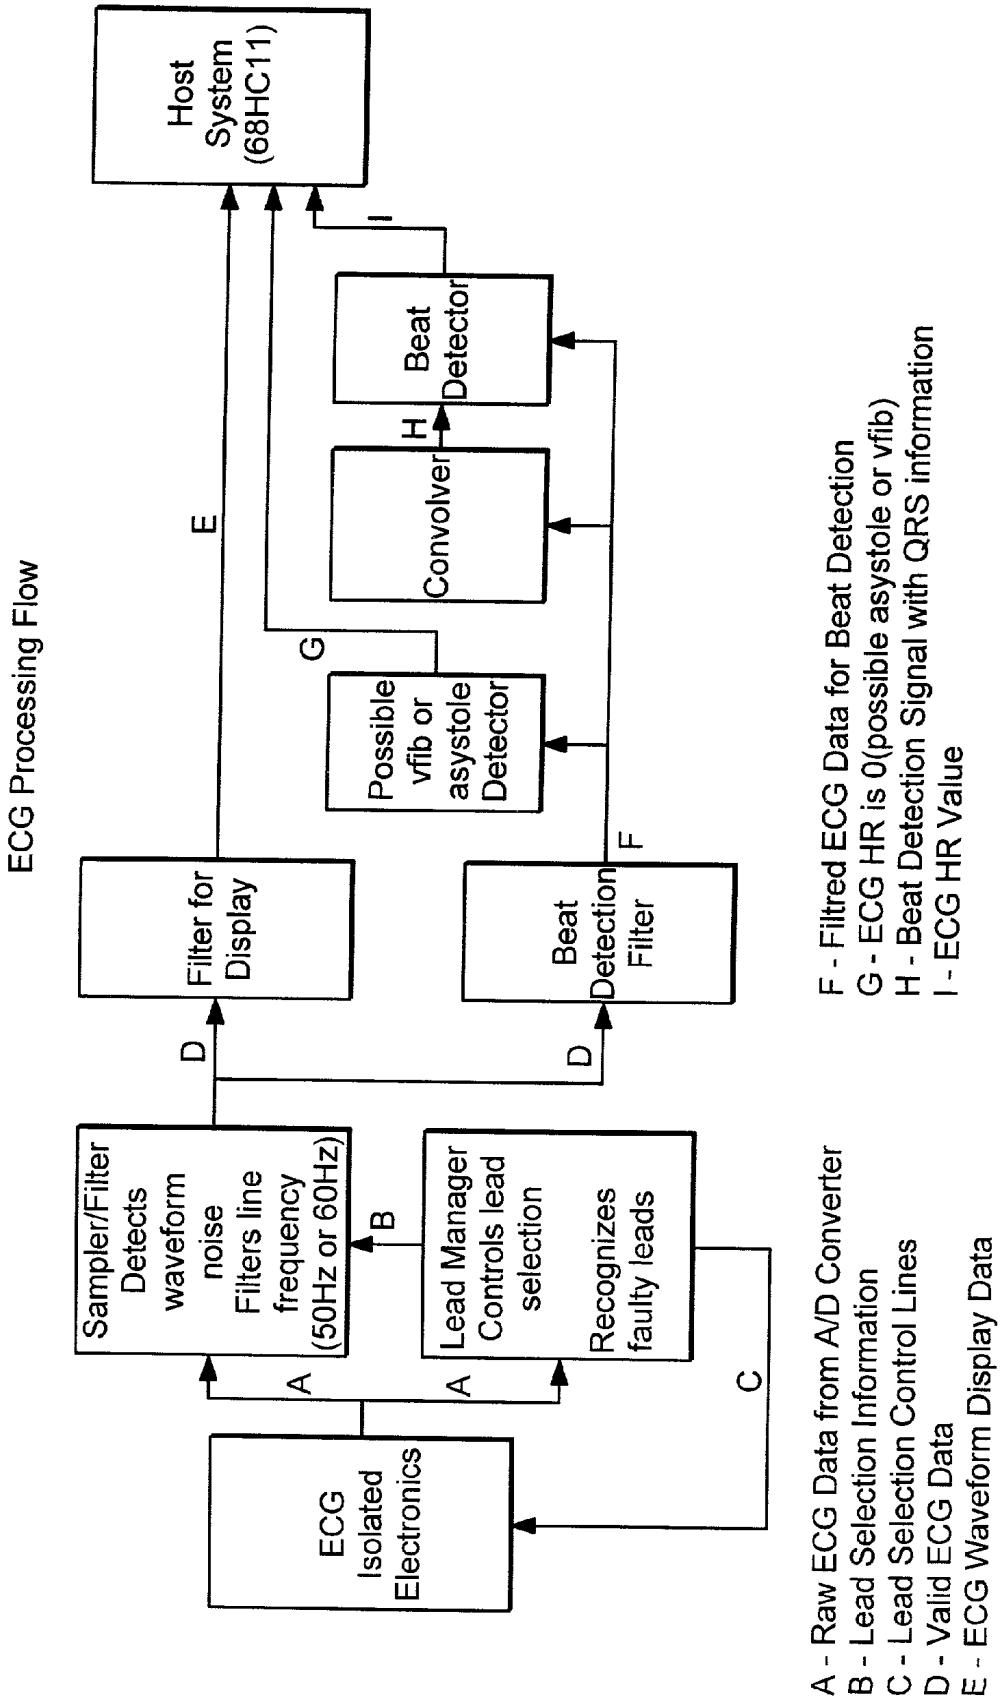 ECG Processing Flow
ECG
Isolated
Electronics
A
A
Sampler/Filter
Detects
waveform
noise
Filters line
frequency
(50Hz or 60Hz)
B
Lead Manager
Controls lead
selection
Recognizes
faulty leads
C
D
D
Filter for
Display
Beat
Detection
Filter
E
F
Possible
vfib or
asystole
Detector
G
Convolver
H
Beat
Detector
I
Host
System
(68HC11)
A - Raw ECG Data from A/D Converter
B - Lead Selection Information
C - Lead Selection Control Lines
D - Valid ECG Data
E - ECG Waveform Display Data
F - Filtred ECG Data for Beat Detection
G - ECG HR is 0(possible asystole or vfib)
H - Beat Detection Signal with QRS information
I - ECG HR Value